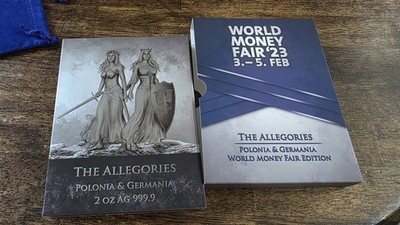 THE ALLEGORIES
POLONIA & GERMANIA
2 OZ AG 999.9
WORLD
MONEY
FAIR '23
3.– 5. FEB
THE ALLEGORIES
POLONIA & GERMANIA
WORLD MONEY FAIR EDITION